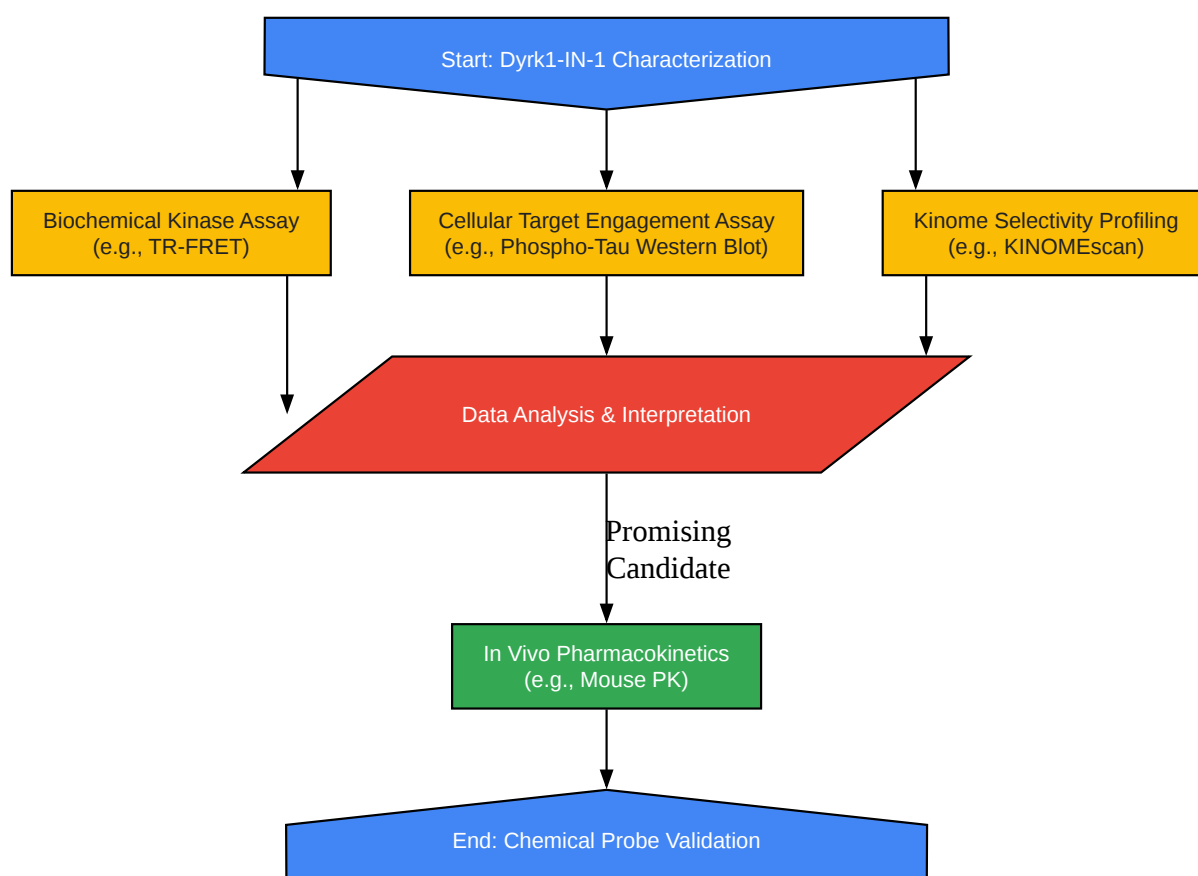 Start: Dyrk1-IN-1 Characterization
Biochemical Kinase Assay
(e.g., TR-FRET)
Cellular Target Engagement Assay
(e.g., Phospho-Tau Western Blot)
Kinome Selectivity Profiling
(e.g., KINOMEscan)
Data Analysis & Interpretation
Promising
Candidate
In Vivo Pharmacokinetics
(e.g., Mouse PK)
End: Chemical Probe Validation